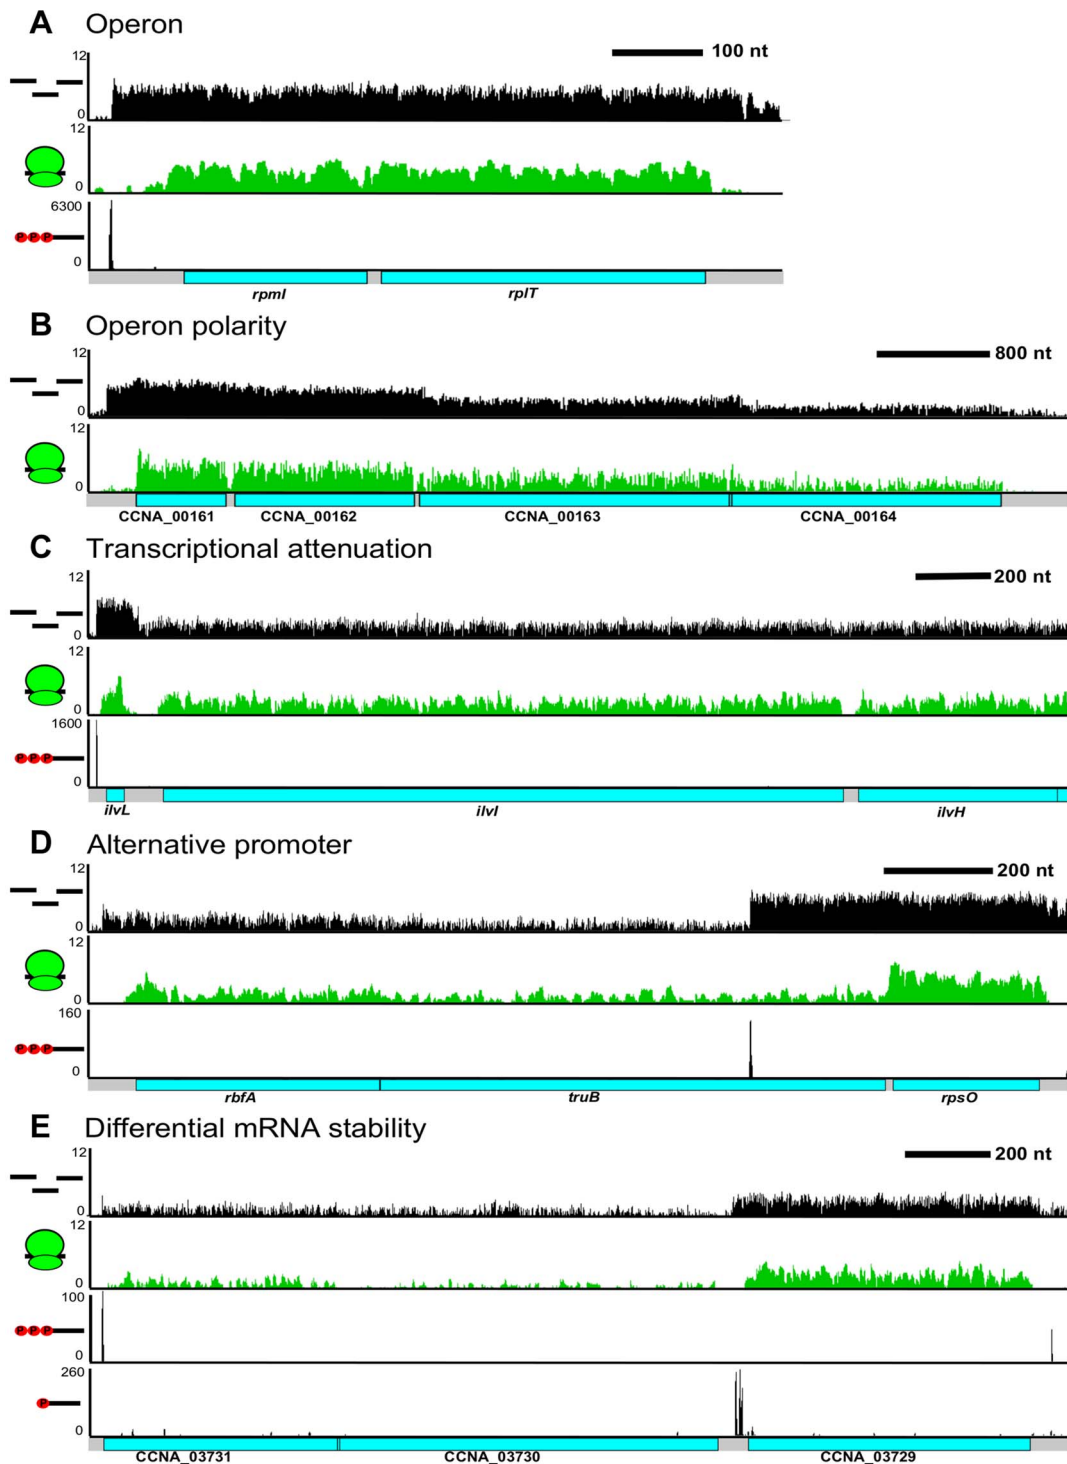 A Operon
12
100 nt
0
12
0
6300
P P P
0
rpmI rplT
B Operon polarity
12
800 nt
0
12
0
CCNA_00161 CCNA_00162 CCNA_00163 CCNA_00164
C Transcriptional attenuation
12
200 nt
0
12
0
1600
P P P
0
ilvL ilvI ilvH
D Alternative promoter
12
200 nt
0
12
0
160
P P P
0
rbfA truB rpsO
E Differential mRNA stability
12
200 nt
0
12
0
100
P P P
0
260
P
0
CCNA_03731 CCNA_03730 CCNA_03729